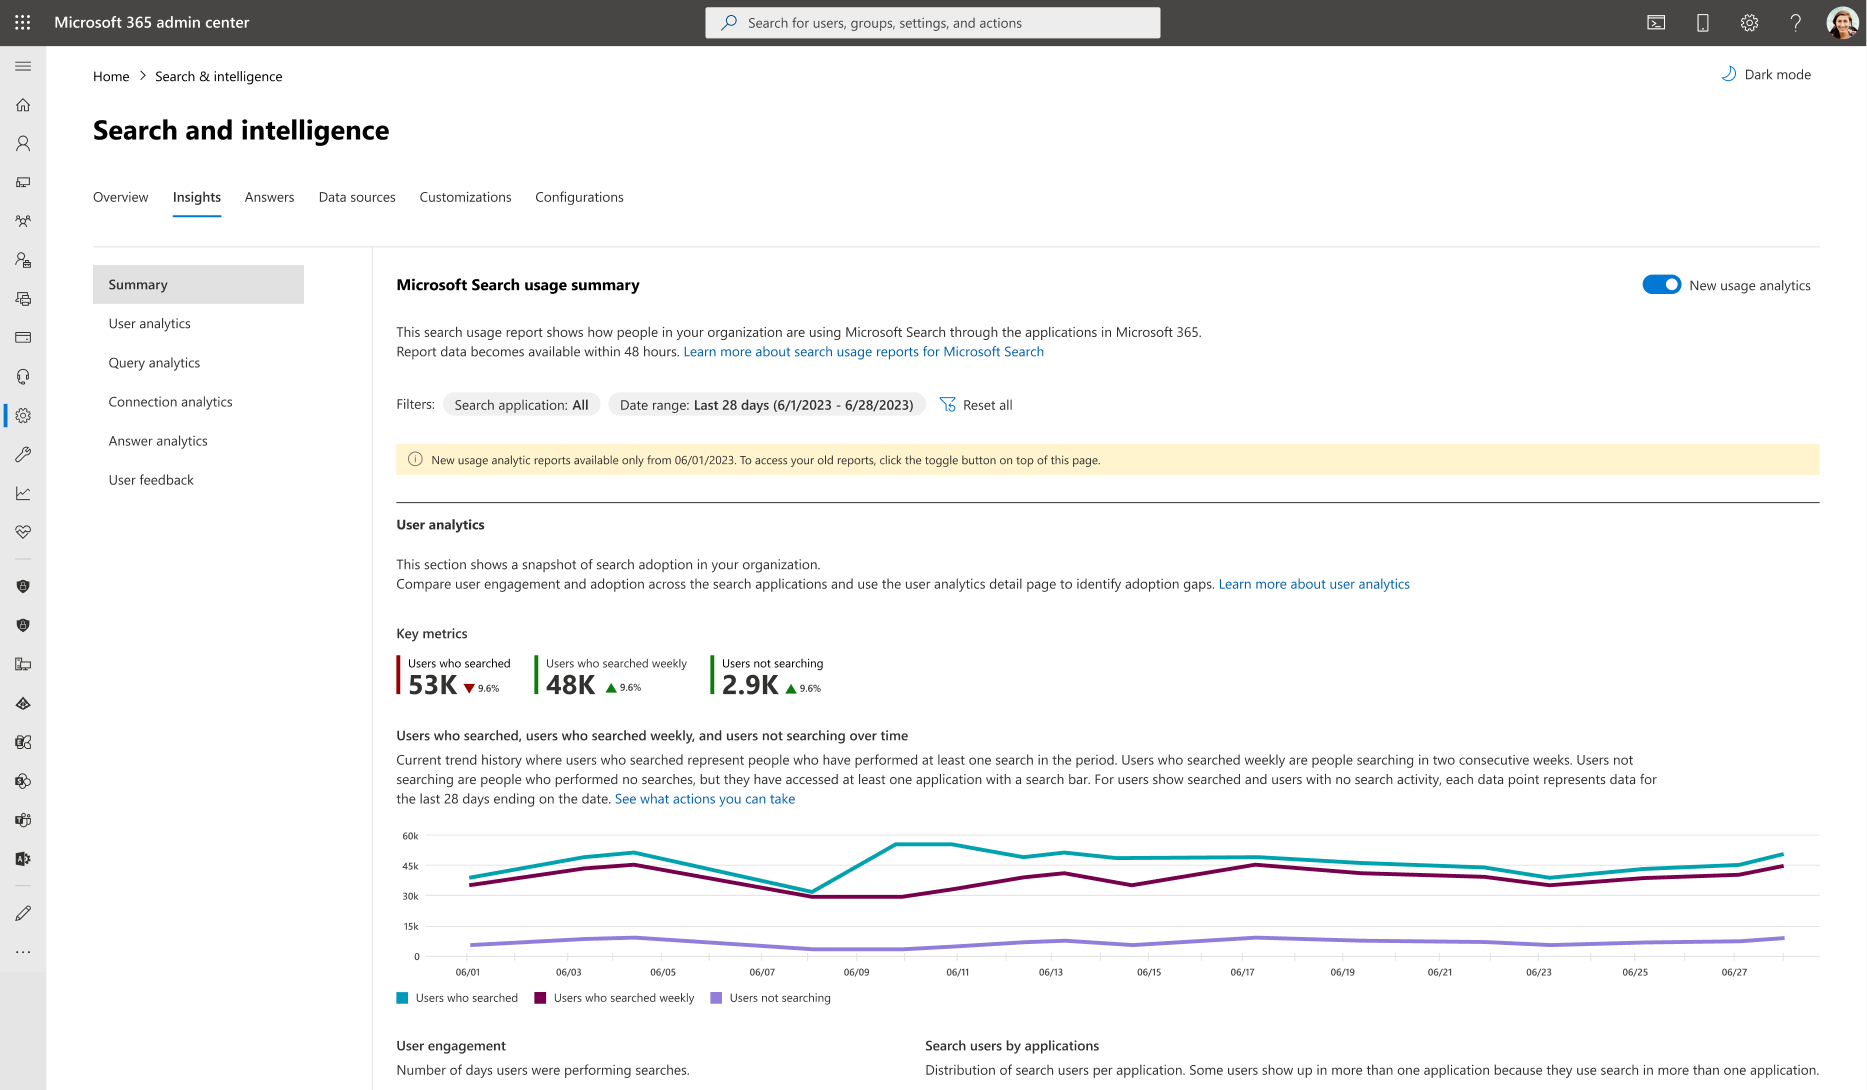 Microsoft 365 admin center
Search for users, groups, settings, and actions
Home > Search & intelligence
Dark mode
Search and intelligence
Overview Insights Answers Data sources Customizations Configurations
Summary
User analytics
Query analytics
Connection analytics
Answer analytics
User feedback
Microsoft Search usage summary
New usage analytics
This search usage report shows how people in your organization are using Microsoft Search through the applications in Microsoft 365.
Report data becomes available within 48 hours. Learn more about search usage reports for Microsoft Search
Filters: Search application: All Date range: Last 28 days (6/1/2023 - 6/28/2023) Reset all
New usage analytic reports available only from 06/01/2023. To access your old reports, click the toggle button on top of this page.
User analytics
This section shows a snapshot of search adoption in your organization.
Compare user engagement and adoption across the search applications and use the user analytics detail page to identify adoption gaps. Learn more about user analytics
Key metrics
Users who searched
53K 9.6%
Users who searched weekly
48K 9.6%
Users not searching
2.9K 9.6%
Users who searched, users who searched weekly, and users not searching over time
Current trend history where users who searched represent people who have performed at least one search in the period. Users who searched weekly are people searching in two consecutive weeks. Users not
searching are people who performed no searches, but they have accessed at least one application with a search bar. For users show searched and users with no search activity, each data point represents data for
the last 28 days ending on the date. See what actions you can take
60k
45k
30k
15k
0
06/01 06/03 06/05 06/07 06/09 06/11 06/13 06/15 06/17 06/19 06/21 06/23 06/25 06/27
Users who searched Users who searched weekly Users not searching
User engagement
Number of days users were performing searches.
Search users by applications
Distribution of search users per application. Some users show up in more than one application because they use search in more than one application.